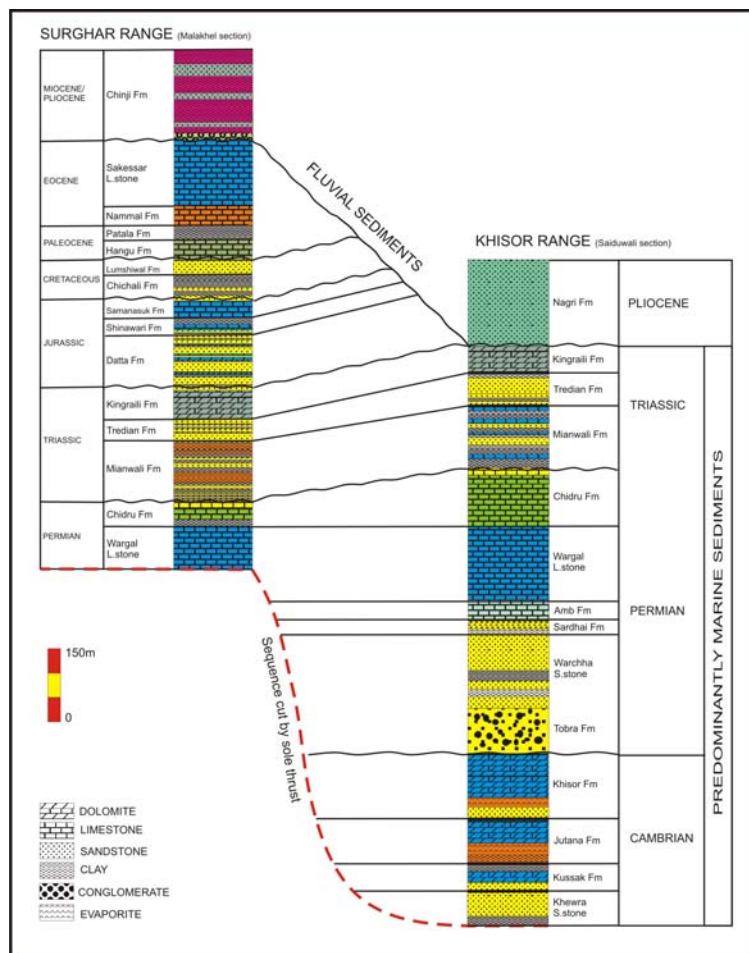 SURGHAR RANGE (Malakhel section)
MIOCENE/
PLIOCENE
Chinji Fm
EOCENE
Sakessar
L.stone
Nammal Fm
PALEOCENE
Patala Fm
Hangu Fm
CRETACEOUS
Lumshiwal Fm
Chichali Fm
JURASSIC
Samanasuk Fm
Shinawari Fm
Datta Fm
TRIASSIC
Kingraili Fm
Tredian Fm
Mianwali Fm
PERMIAN
Chidru Fm
Wargal
L.stone
FLUVIAL SEDIMENTS
Sequence cut by sole thrust
KHISOR RANGE (Saiduwali section)
Nagri Fm
PLIOCENE
Kingraili Fm
Tredian Fm
Mianwali Fm
TRIASSIC
Chidru Fm
Wargal
L.stone
Amb Fm
Sardhai Fm
Warchha
S.stone
Tobra Fm
PERMIAN
Khisor Fm
Jutana Fm
Kussak Fm
Khewra
S.stone
CAMBRIAN
PREDOMINANTLY MARINE SEDIMENTS
150m
0
DOLOMITE
LIMESTONE
SANDSTONE
CLAY
CONGLOMERATE
EVAPORITE